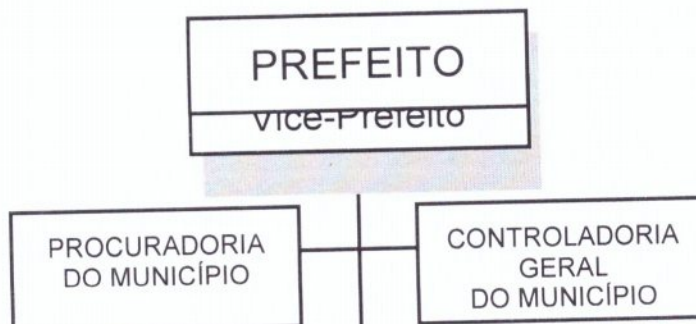 PREFEITO
Vice-Prefeito
PROCURADORIA
DO MUNICÍPIO
CONTROLADORIA
GERAL
DO MUNICÍPIO